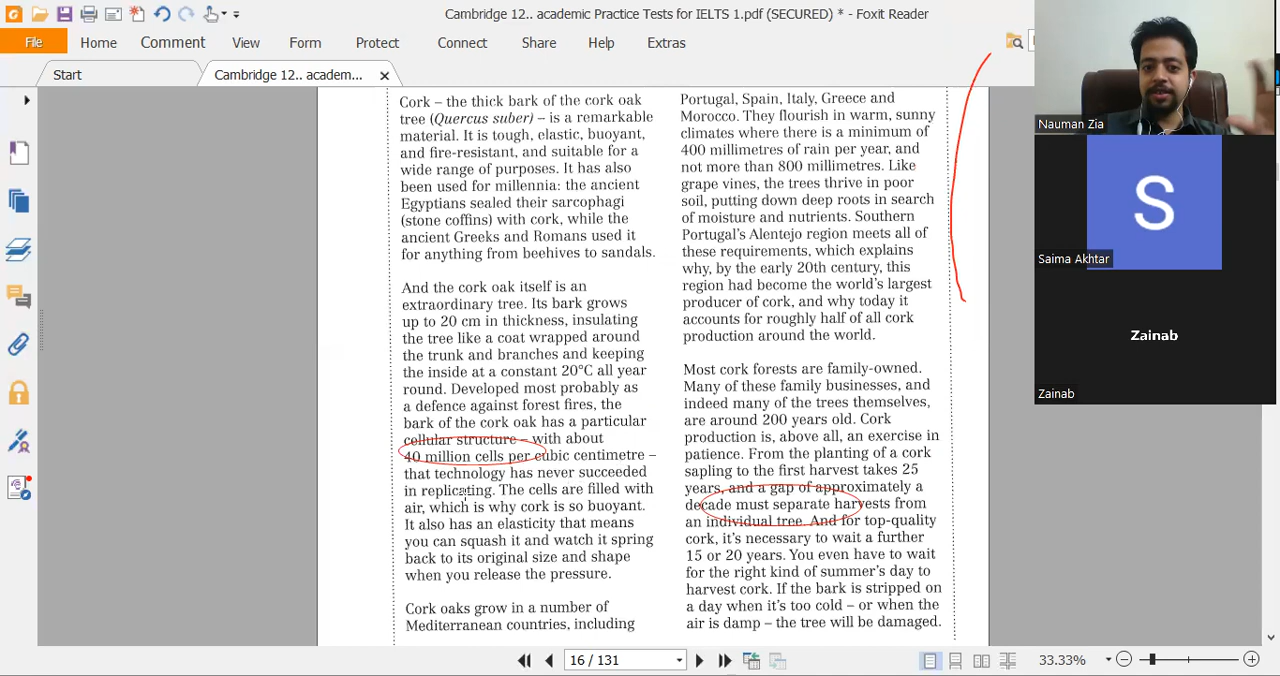 Cambridge 12.. academic Practice Tests for IELTS 1.pdf (SECURED) * - Foxit Reader
File Home Comment View Form Protect Connect Share Help Extras
Start Cambridge 12.. academ...
Cork – the thick bark of the cork oak
tree (Quercus suber) – is a remarkable
material. It is tough, elastic, buoyant,
and fire-resistant, and suitable for a
wide range of purposes. It has also
been used for millennia: the ancient
Egyptians sealed their sarcophagi
(stone coffins) with cork, while the
ancient Greeks and Romans used it
for anything from beehives to sandals.
And the cork oak itself is an
extraordinary tree. Its bark grows
up to 20 cm in thickness, insulating
the tree like a coat wrapped around
the trunk and branches and keeping
the inside at a constant 20°C all year
round. Developed most probably as
a defence against forest fires, the
bark of the cork oak has a particular
cellular structure – with about
40 million cells per cubic centimetre –
that technology has never succeeded
in replicating. The cells are filled with
air, which is why cork is so buoyant.
It also has an elasticity that means
you can squash it and watch it spring
back to its original size and shape
when you release the pressure.
Cork oaks grow in a number of
Mediterranean countries, including
Portugal, Spain, Italy, Greece and
Morocco. They flourish in warm, sunny
climates where there is a minimum of
400 millimetres of rain per year, and
not more than 800 millimetres. Like
grape vines, the trees thrive in poor
soil, putting down deep roots in search
of moisture and nutrients. Southern
Portugal's Alentejo region meets all of
these requirements, which explains
why, by the early 20th century, this
region had become the world's largest
producer of cork, and why today it
accounts for roughly half of all cork
production around the world.
Most cork forests are family-owned.
Many of these family businesses, and
indeed many of the trees themselves,
are around 200 years old. Cork
production is, above all, an exercise in
patience. From the planting of a cork
sapling to the first harvest takes 25
years, and a gap of approximately a
decade must separate harvests from
an individual tree. And for top-quality
cork, it's necessary to wait a further
15 or 20 years. You even have to wait
for the right kind of summer's day to
harvest cork. If the bark is stripped on
a day when it's too cold – or when the
air is damp – the tree will be damaged.
Nauman Zia
S
Saima Akhtar
Zainab
Zainab
16 / 131
33.33%